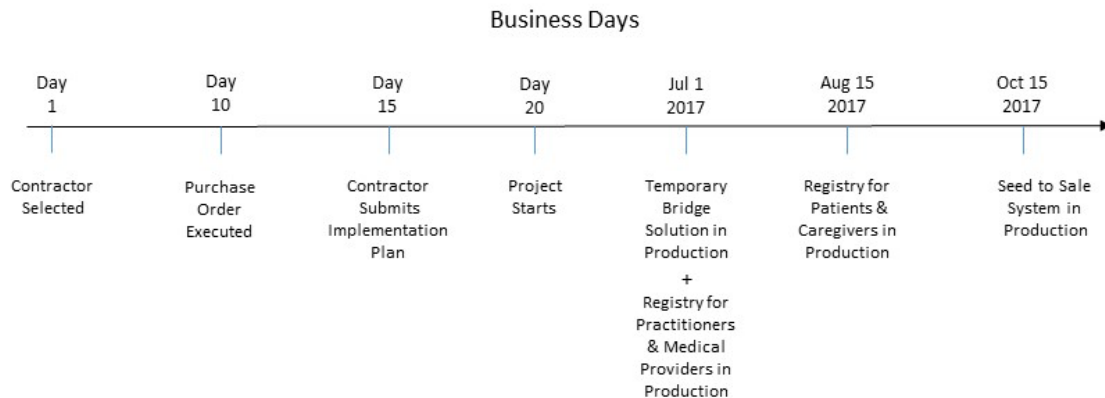 Business Days
Day
1
Day
10
Day
15
Day
20
Jul 1
2017
Aug 15
2017
Oct 15
2017
Contractor
Selected
Purchase
Order
Executed
Contractor
Submits
Implementation
Plan
Project
Starts
Temporary
Bridge
Solution in
Production
+
Registry for
Practitioners
& Medical
Providers in
Production
Registry for
Patients &
Caregivers in
Production
Seed to Sale
System in
Production